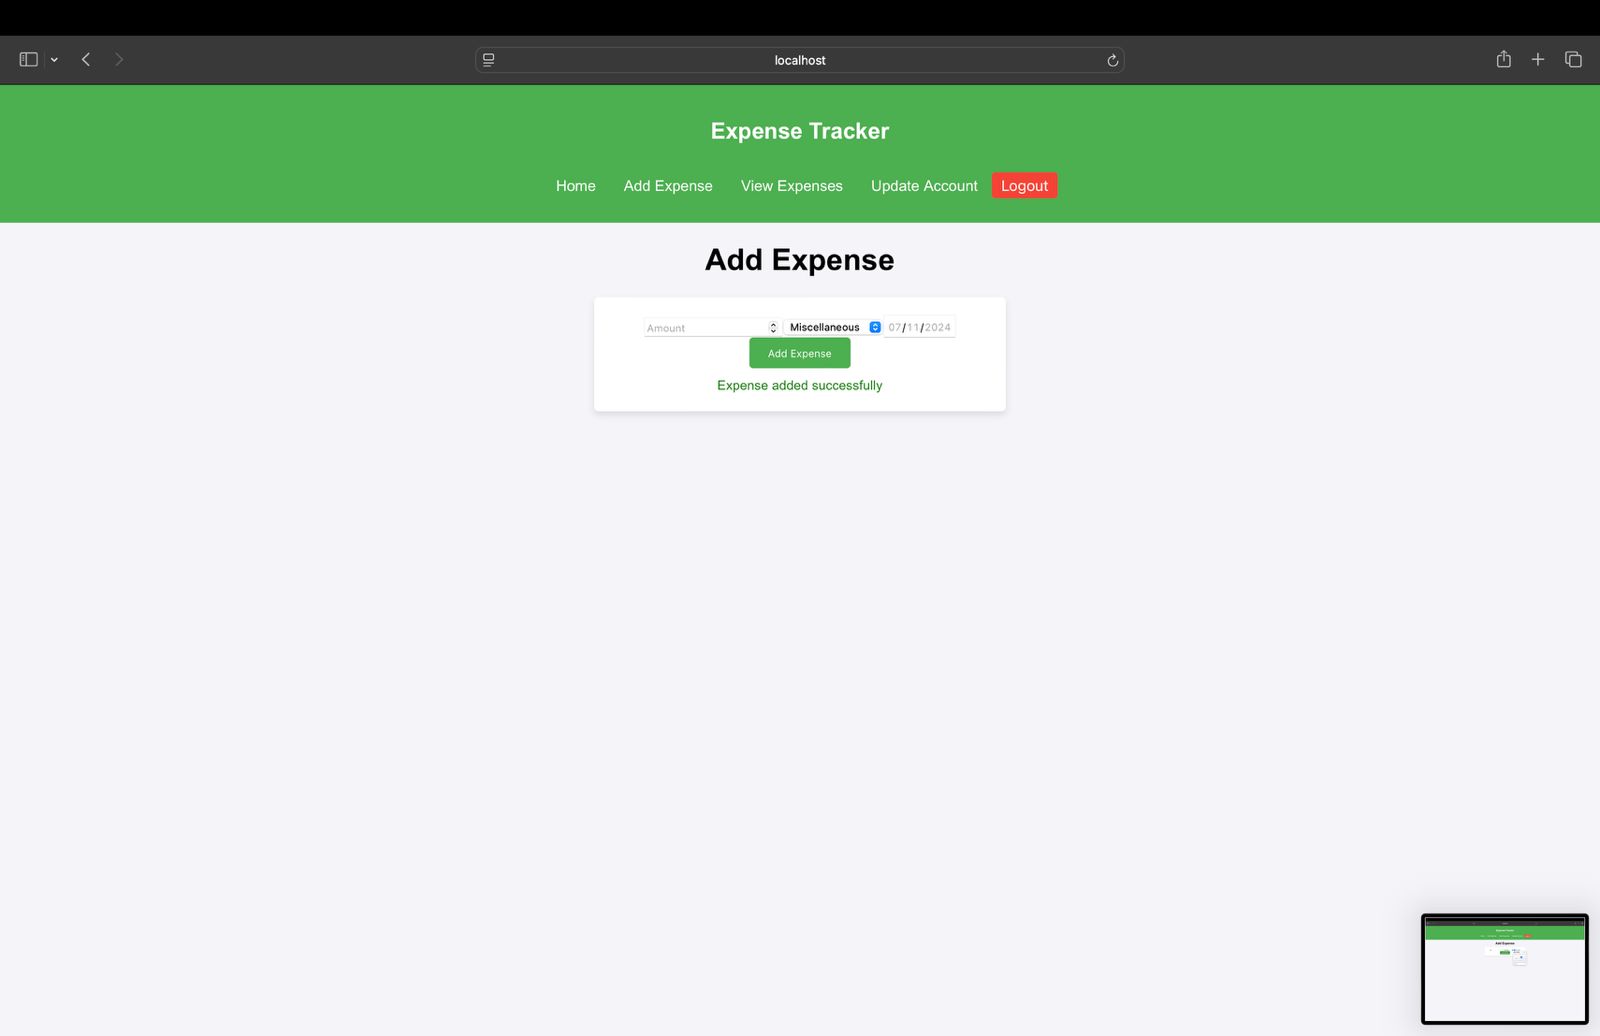 localhost
Expense Tracker
Home Add Expense View Expenses Update Account Logout
Add Expense
Amount Miscellaneous 07/11/2024
Add Expense
Expense added successfully